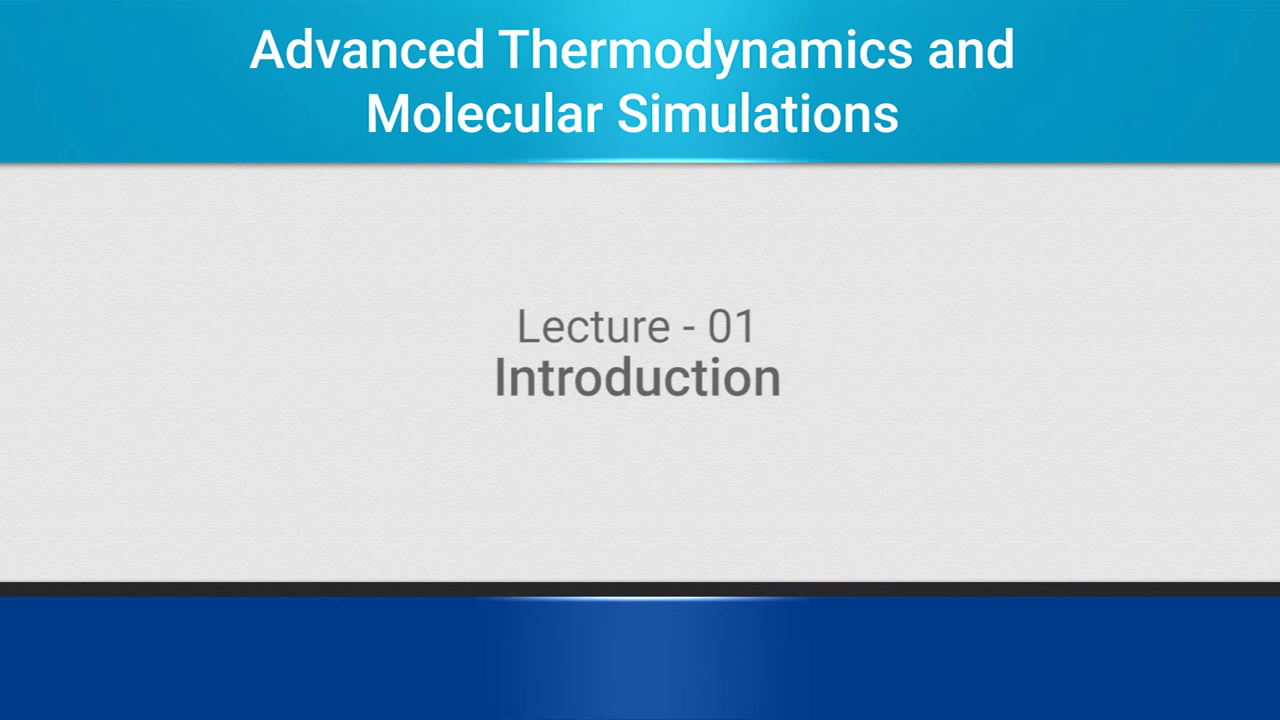 Advanced Thermodynamics and
Molecular Simulations
Lecture - 01
Introduction